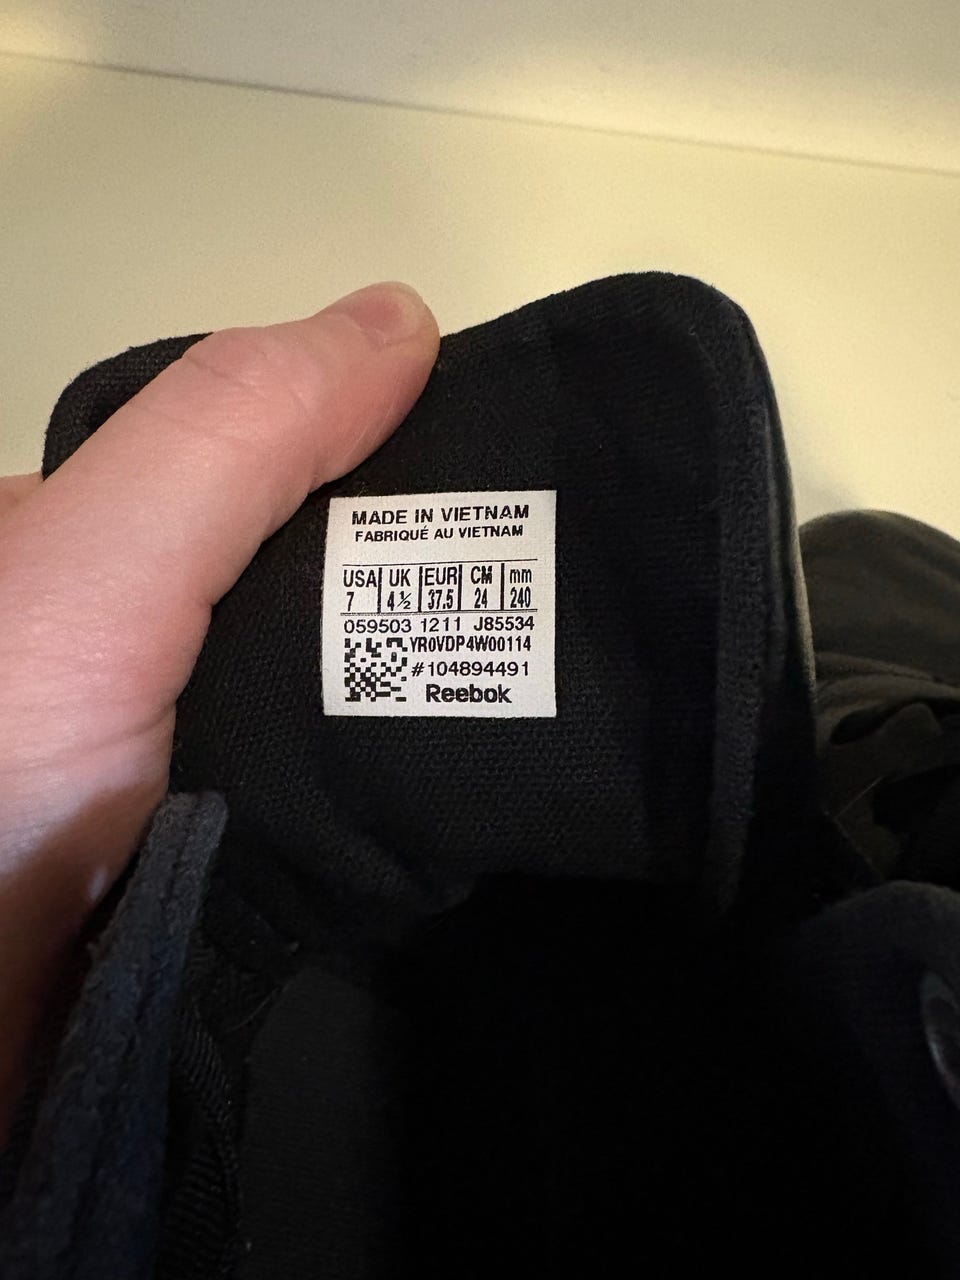 MADE IN VIETNAM
FABRIQUÉ AU VIETNAM
USA UK EUR CM mm
7 4½ 37.5 24 240
059503 1211 J85534
YR0VDP4W00114
#104894491
Reebok